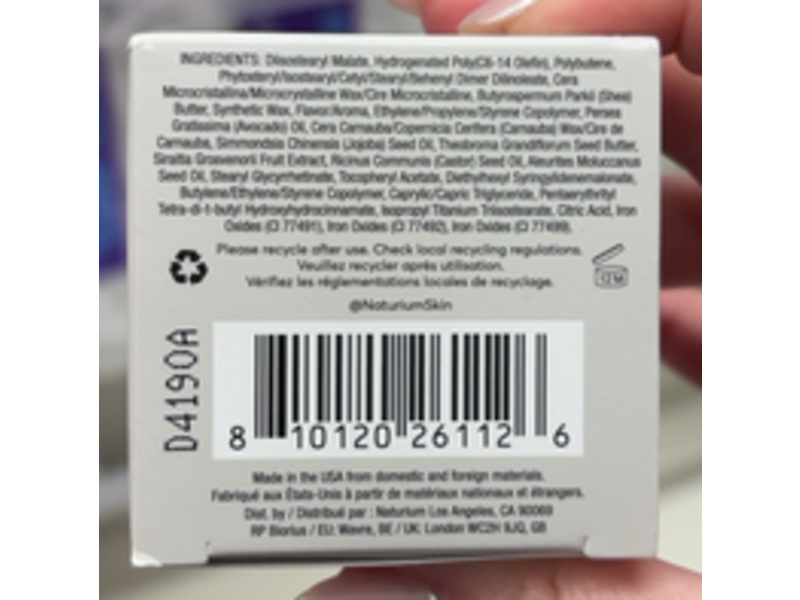 INGREDIENTS: Diisostearyl Malate, Hydrogenated Poly(C6-14 Olefin), Polybutene,
Phytosteryl/Isostearyl/Cetyl/Stearyl/Behenyl Dimer Dilinoleate, Cera
Microcristallina/Microcrystalline Wax/Cire Microcristalline, Butyrospermum Parkii (Shea)
Butter, Synthetic Wax, Flavor/Aroma, Ethylene/Propylene/Styrene Copolymer, Persea
Gratissima (Avocado) Oil, Cera Carnauba/Copernicia Cerifera (Carnauba) Wax/Cire de
Carnauba, Simmondsia Chinensis (Jojoba) Seed Oil, Theobroma Grandiflorum Seed Butter,
Siraitia Grosvenorii Fruit Extract, Ricinus Communis (Castor) Seed Oil, Aleurites Moluccanus
Seed Oil, Stearyl Glycyrrhetinate, Tocopheryl Acetate, Diethylhexyl Syringylidenemalonate,
Butylene/Ethylene/Styrene Copolymer, Caprylic/Capric Triglyceride, Pentaerythrityl
Tetra-di-t-butyl Hydroxyhydrocinnamate, Isopropyl Titanium Triisostearate, Citric Acid, Iron
Oxides (CI 77491), Iron Oxides (CI 77492), Iron Oxides (CI 77499).
Please recycle after use. Check local recycling regulations.
Veuillez recycler après utilisation.
Vérifiez les réglementations locales de recyclage.
12 M
@NaturiumSkin
D4190A
8 10120 26112 6
Made in the USA from domestic and foreign materials.
Fabriqué aux États-Unis à partir de matériaux nationaux et étrangers.
Dist. by / Distribué par : Naturium Los Angeles, CA 90069
RP Biorius / EU: Wavre, BE / UK: London WC2H 9JQ, GB